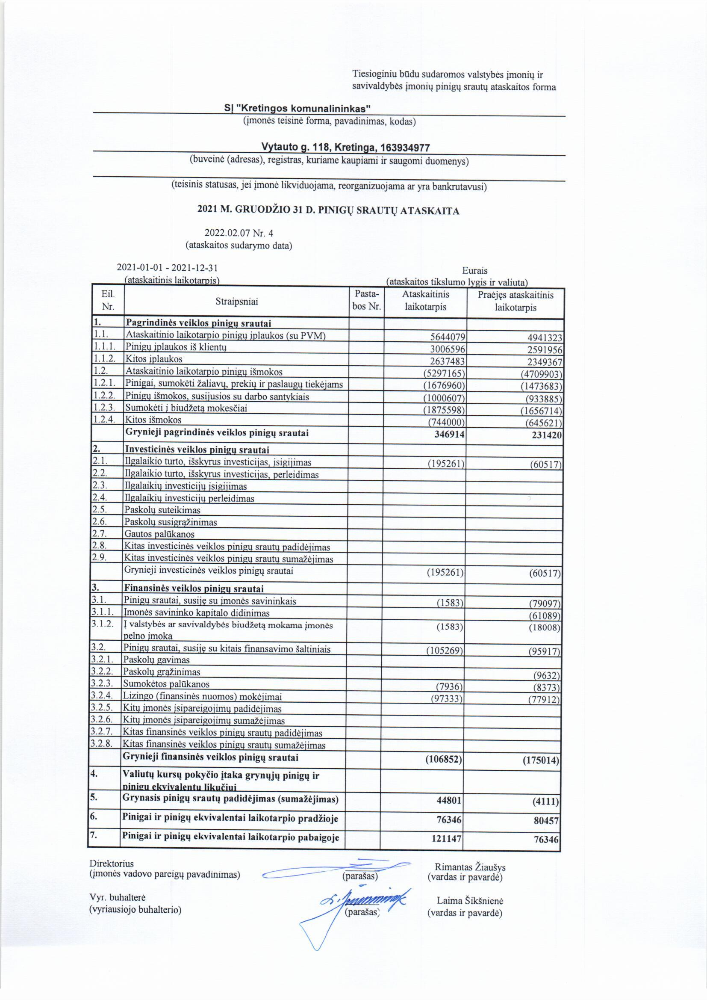 Tiesioginiu būdu sudaromos valstybės įmonių ir
savivaldybės įmonių pinigų srautų ataskaitos forma
SĮ "Kretingos komunalininkas"
(įmonės teisinė forma, pavadinimas, kodas)
Vytauto g. 118, Kretinga, 163934977
(buveinė (adresas), registras, kuriame kaupiami ir saugomi duomenys)
(teisinis statusas, jei įmonė likviduojama, reorganizuojama ar yra bankrutavusi)
2021 M. GRUODŽIO 31 D. PINIGŲ SRAUTŲ ATASKAITA
2022.02.07 Nr. 4
(ataskaitos sudarymo data)
2021-01-01 - 2021-12-31 Eurais
(ataskaitinis laikotarpis) (ataskaitos tikslumo lygis ir valiuta)
Eil. Nr. Straipsniai Pasta- bos Nr. Ataskaitinis laikotarpis Praėjęs ataskaitinis laikotarpis
1. Pagrindinės veiklos pinigų srautai
1.1. Ataskaitinio laikotarpio pinigų įplaukos (su PVM) 5644079 4941323
1.1.1. Pinigų įplaukos iš klientų 3006596 2591956
1.1.2. Kitos įplaukos 2637483 2349367
1.2. Ataskaitinio laikotarpio pinigų išmokos (5297165) (4709903)
1.2.1. Pinigai, sumokėti žaliavų, prekių ir paslaugų tiekėjams (1676960) (1473683)
1.2.2. Pinigų išmokos, susijusios su darbo santykiais (1000607) (933885)
1.2.3. Sumokėti į biudžetą mokesčiai (1875598) (1656714)
1.2.4. Kitos išmokos (744000) (645621)
Grynieji pagrindinės veiklos pinigų srautai 346914 231420
2. Investicinės veiklos pinigų srautai
2.1. Ilgalaikio turto, išskyrus investicijas, įsigijimas (195261) (60517)
2.2. Ilgalaikio turto, išskyrus investicijas, perleidimas
2.3. Ilgalaikių investicijų įsigijimas
2.4. Ilgalaikių investicijų perleidimas
2.5. Paskolų suteikimas
2.6. Paskolų susigrąžinimas
2.7. Gautos palūkanos
2.8. Kitas investicinės veiklos pinigų srautų padidėjimas
2.9. Kitas investicinės veiklos pinigų srautų sumažėjimas
Grynieji investicinės veiklos pinigų srautai (195261) (60517)
3. Finansinės veiklos pinigų srautai
3.1. Pinigų srautai, susiję su įmonės savininkais (1583) (79097)
3.1.1. Įmonės savininko kapitalo didinimas (61089)
3.1.2. Į valstybės ar savivaldybės biudžetą mokama įmonės (1583) (18008)
pelno įmoka
3.2. Pinigų srautai, susiję su kitais finansavimo šaltiniais (105269) (95917)
3.2.1. Paskolų gavimas
3.2.2. Paskolų grąžinimas (9632)
3.2.3. Sumokėtos palūkanos (7936) (8373)
3.2.4. Lizingo (finansinės nuomos) mokėjimai (97333) (77912)
3.2.5. Kitų įmonės įsipareigojimų padidėjimas
3.2.6. Kitų įmonės įsipareigojimų sumažėjimas
3.2.7. Kitas finansinės veiklos pinigų srautų padidėjimas
3.2.8. Kitas finansinės veiklos pinigų srautų sumažėjimas
Grynieji finansinės veiklos pinigų srautai (106852) (175014)
4. Valiutų kursų pokyčio įtaka grynųjų pinigų ir
pinigų ekvivalentų likučiui
5. Grynasis pinigų srautų padidėjimas (sumažėjimas) 44801 (4111)
6. Pinigai ir pinigų ekvivalentai laikotarpio pradžioje 76346 80457
7. Pinigai ir pinigų ekvivalentai laikotarpio pabaigoje 121147 76346
Direktorius Rimantas Žiaušys
(įmonės vadovo pareigų pavadinimas) (parašas) (vardas ir pavardė)
Vyr. buhalterė Laima Šikšnienė
(vyriausiojo buhalterio) (parašas) (vardas ir pavardė)